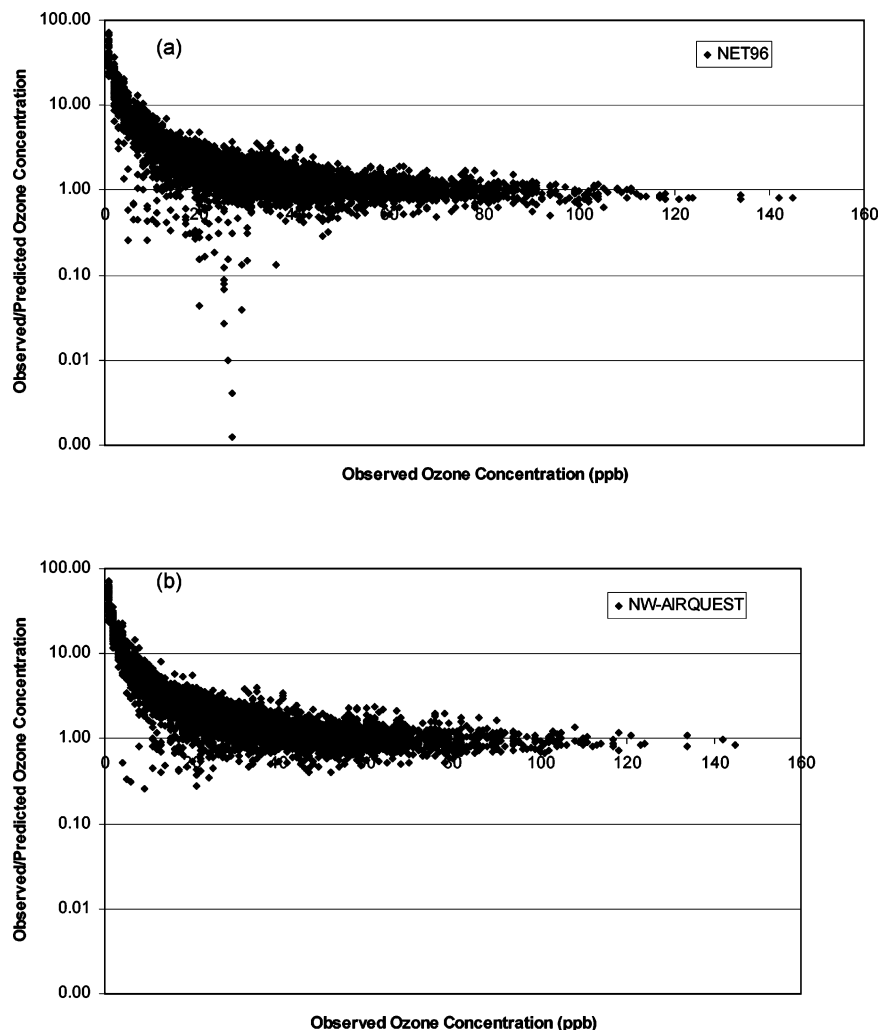 100.00
(a)
NET96
10.00
1.00
0 20 40 60 80 100 120 140 160
0.10
0.01
0.00
Observed/Predicted Ozone Concentration
Observed Ozone Concentration (ppb)
100.00
(b)
NW-AIRQUEST
10.00
1.00
0 20 0 60 80 100 120 140 160
0.10
0.01
0.00
Observed/Predicted Ozone Concentration
Observed Ozone Concentration (ppb)